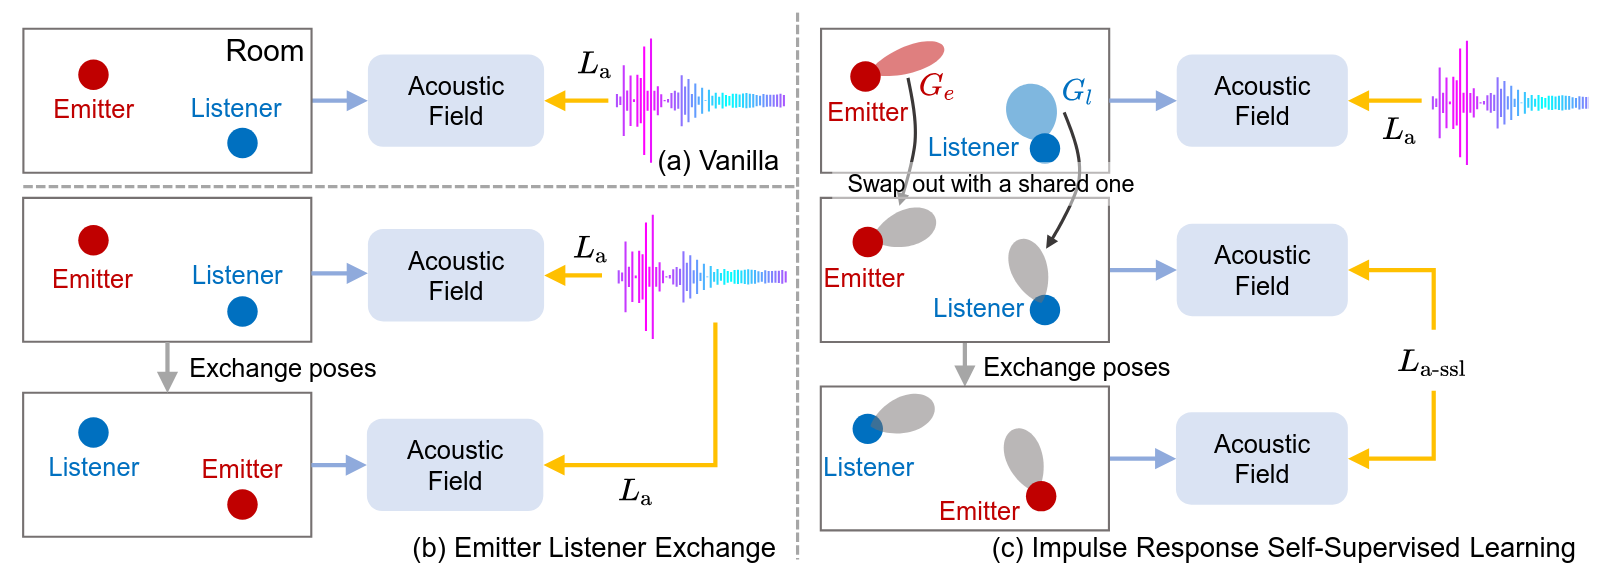 Room
Emitter
Listener
Acoustic
Field
L_a
(a) Vanilla
Emitter
Listener
Acoustic
Field
L_a
Exchange poses
Listener
Emitter
Acoustic
Field
L_a
(b) Emitter Listener Exchange
G_e
G_l
Emitter
Listener
Acoustic
Field
L_a
Swap out with a shared one
Emitter
Listener
Acoustic
Field
Exchange poses
L_a-ssl
Listener
Emitter
Acoustic
Field
(c) Impulse Response Self-Supervised Learning